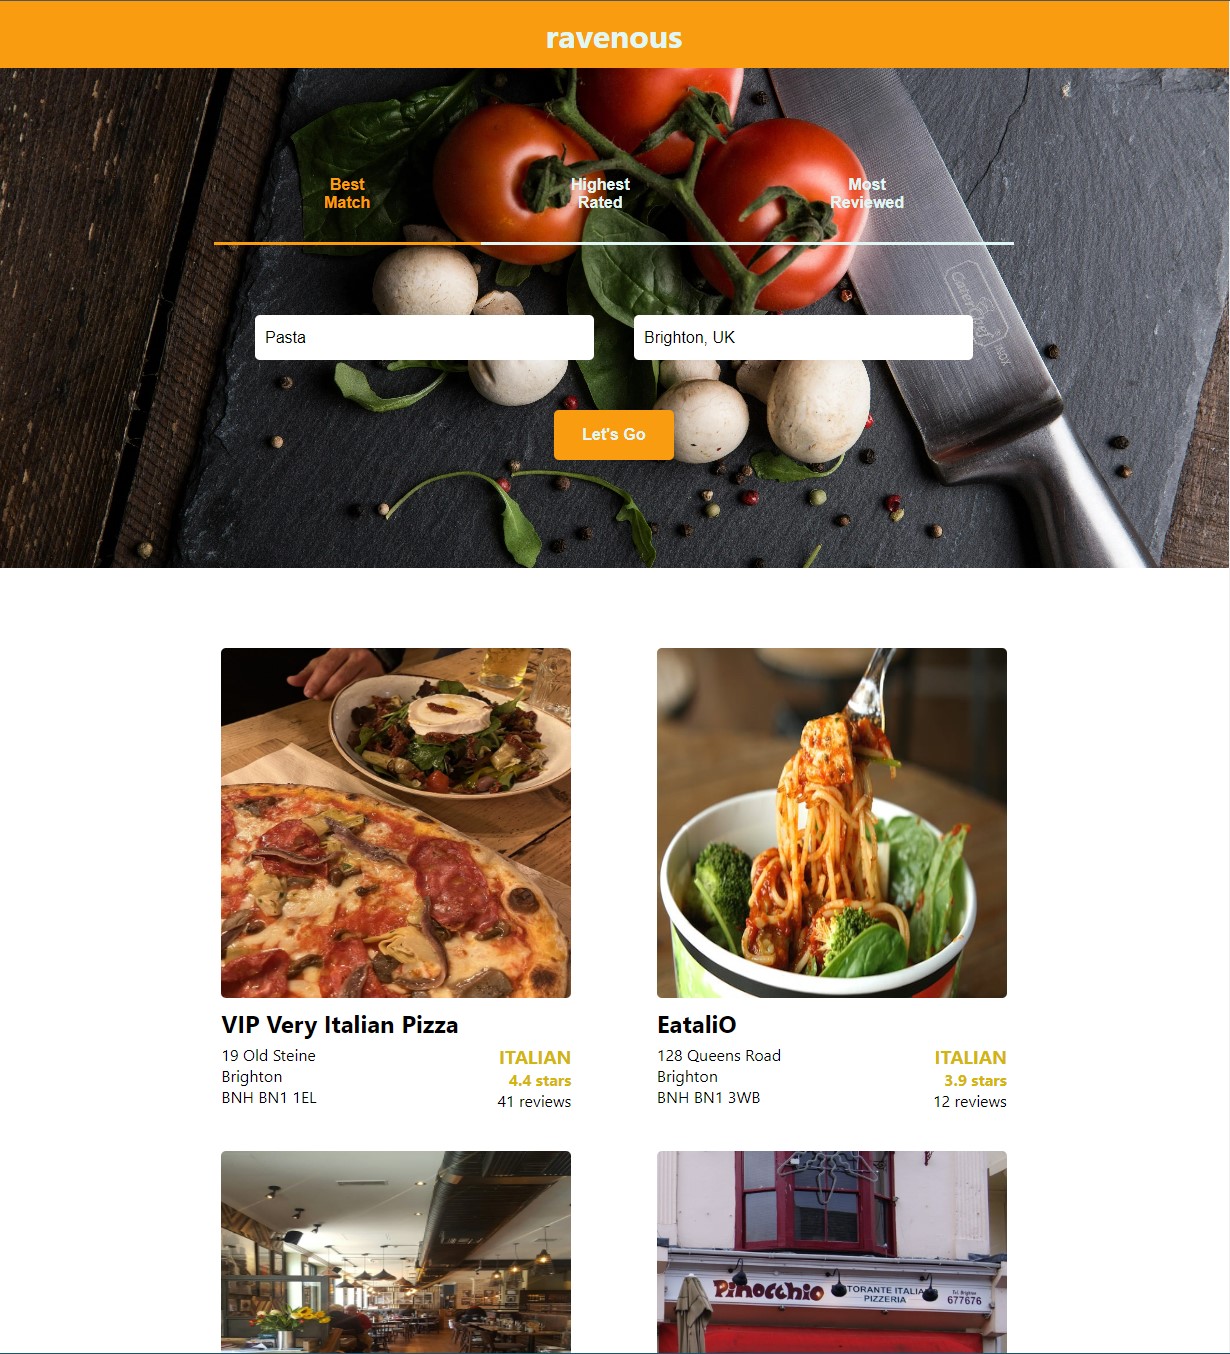 ravenous
Best
Match
Highest
Rated
Most
Reviewed
Pasta
Brighton, UK
Let's Go
VIP Very Italian Pizza
19 Old Steine
Brighton
BNH BN1 1EL
ITALIAN
4.4 stars
41 reviews
EataliO
128 Queens Road
Brighton
BNH BN1 3WB
ITALIAN
3.9 stars
12 reviews
Pinocchio
STORANTE ITALIA
PIZZERIA
677676